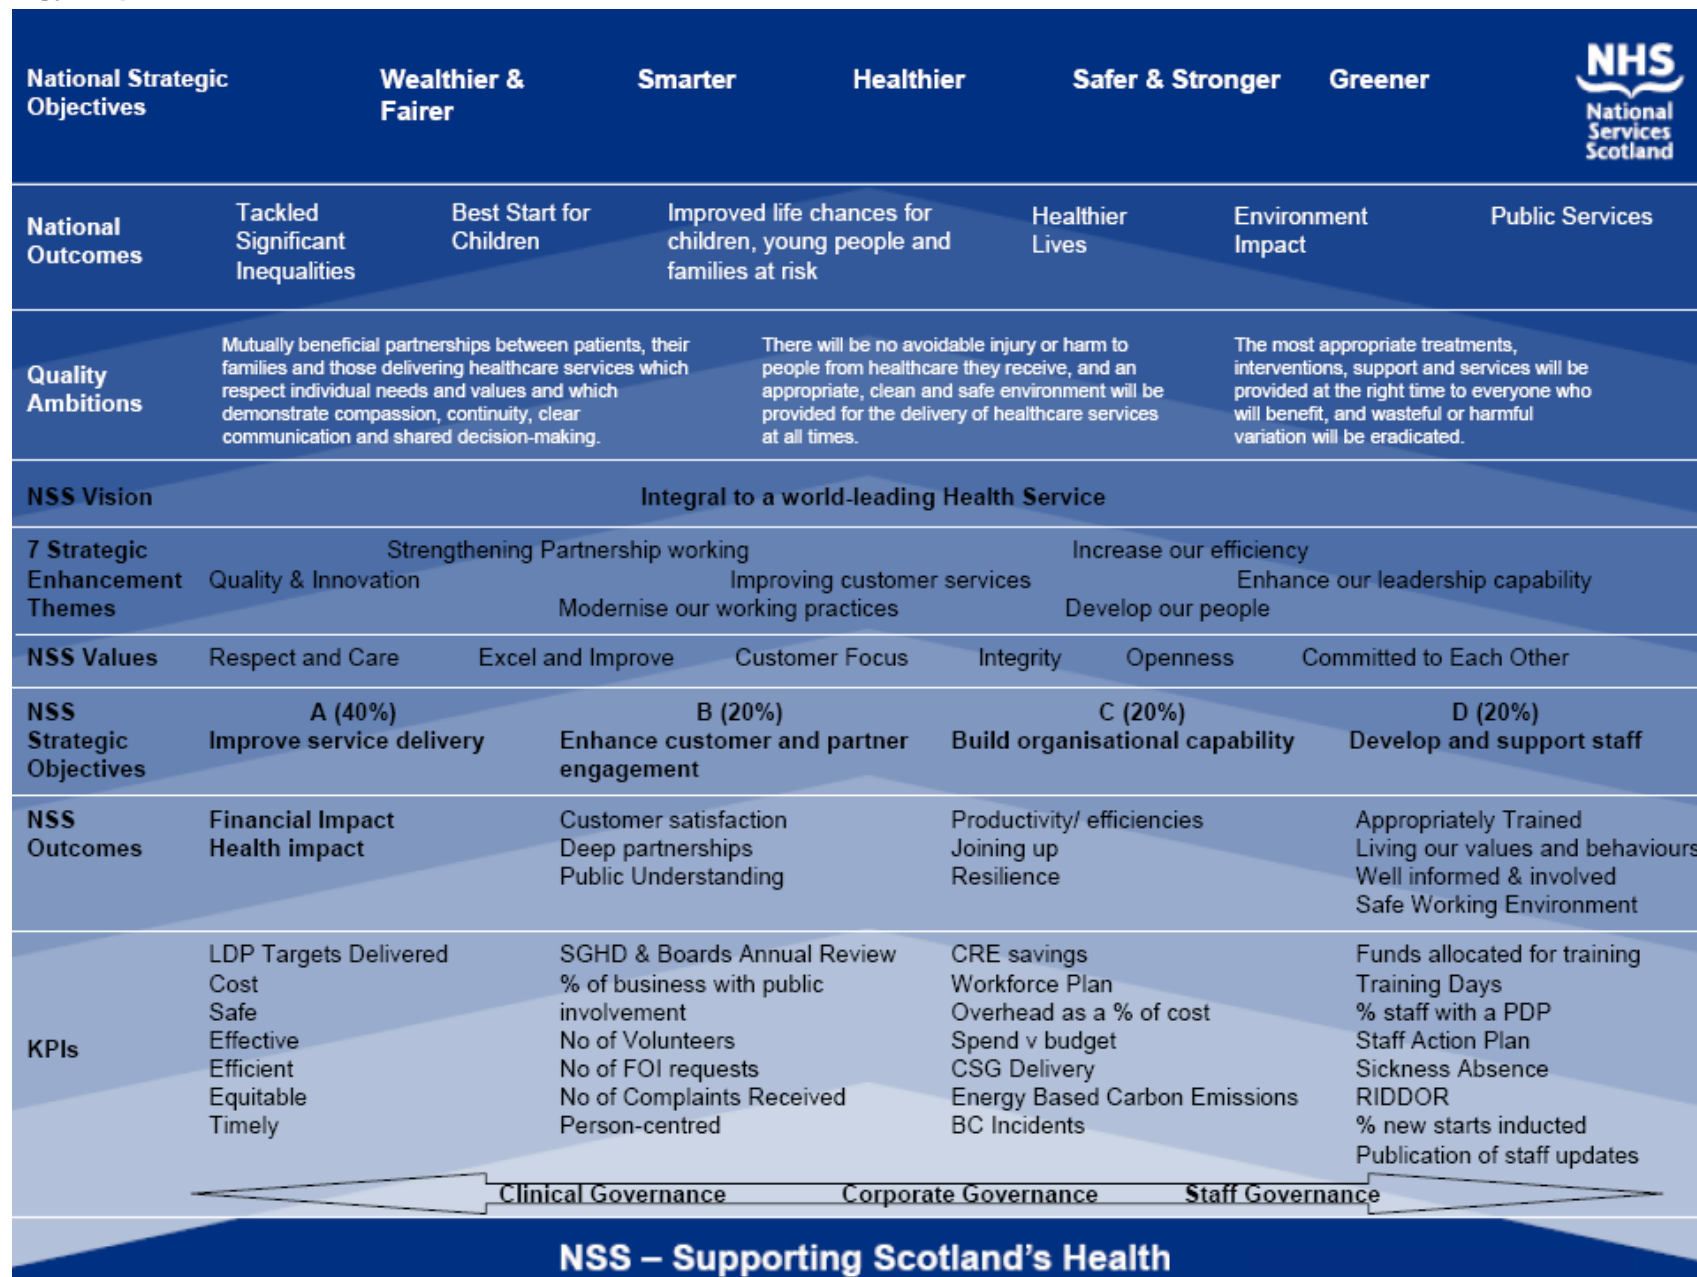 National Strategic Objectives
Wealthier & Fairer
Smarter
Healthier
Safer & Stronger
Greener
NHS
National
Services
Scotland
National
Outcomes
Tackled
Significant
Inequalities
Best Start for
Children
Improved life chances for
children, young people and
families at risk
Healthier
Lives
Environment
Impact
Public Services
Quality
Ambitions
Mutually beneficial partnerships between patients, their
families and those delivering healthcare services which
respect individual needs and values and which
demonstrate compassion, continuity, clear
communication and shared decision-making.
There will be no avoidable injury or harm to
people from healthcare they receive, and an
appropriate, clean and safe environment will be
provided for the delivery of healthcare services
at all times.
The most appropriate treatments,
interventions, support and services will be
provided at the right time to everyone who
will benefit, and wasteful or harmful
variation will be eradicated.
NSS Vision
Integral to a world-leading Health Service
7 Strategic
Enhancement
Themes
Strengthening Partnership working
Increase our efficiency
Quality & Innovation
Improving customer services
Enhance our leadership capability
Modernise our working practices
Develop our people
NSS Values
Respect and Care
Excel and Improve
Customer Focus
Integrity
Openness
Committed to Each Other
NSS
Strategic
Objectives
A (40%)
Improve service delivery
B (20%)
Enhance customer and partner
engagement
C (20%)
Build organisational capability
D (20%)
Develop and support staff
NSS
Outcomes
Financial Impact
Health impact
Customer satisfaction
Deep partnerships
Public Understanding
Productivity/ efficiencies
Joining up
Resilience
Appropriately Trained
Living our values and behaviours
Well informed & involved
Safe Working Environment
KPIs
LDP Targets Delivered
Cost
Safe
Effective
Efficient
Equitable
Timely
SGHD & Boards Annual Review
% of business with public
involvement
No of Volunteers
No of FOI requests
No of Complaints Received
Person-centred
CRE savings
Workforce Plan
Overhead as a % of cost
Spend v budget
CSG Delivery
Energy Based Carbon Emissions
BC Incidents
Funds allocated for training
Training Days
% staff with a PDP
Staff Action Plan
Sickness Absence
RIDDOR
% new starts inducted
Publication of staff updates
Clinical Governance
Corporate Governance
Staff Governance
NSS – Supporting Scotland's Health